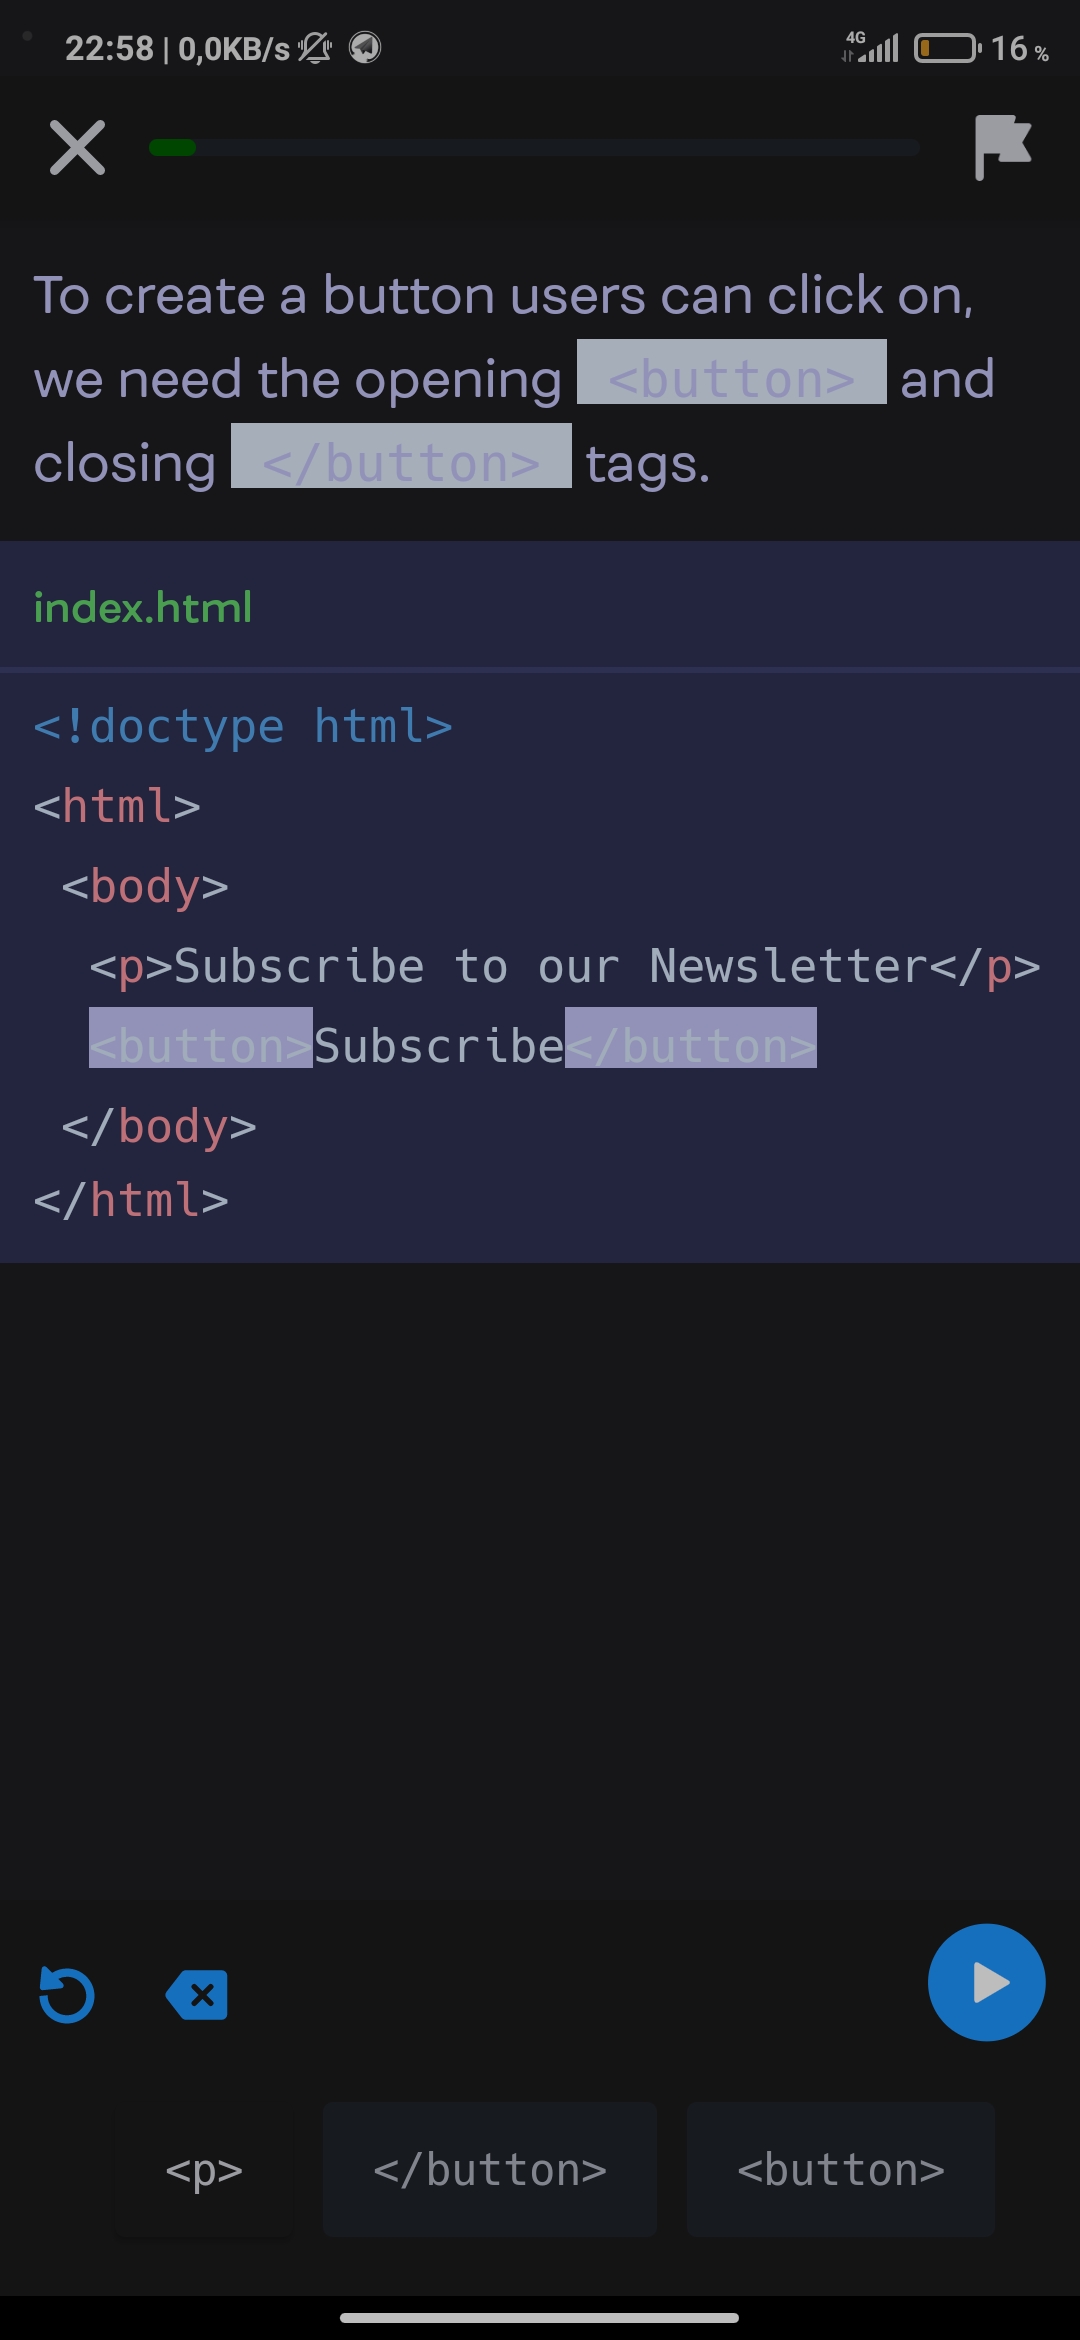 22:58 | 0,0KB/s 4G 16 %
To create a button users can click on,
we need the opening <button> and
closing </button> tags.
index.html
<!doctype html>
<html>
<body>
<p>Subscribe to our Newsletter</p>
<button>Subscribe</button>
</body>
</html>
<p> </button> <button>